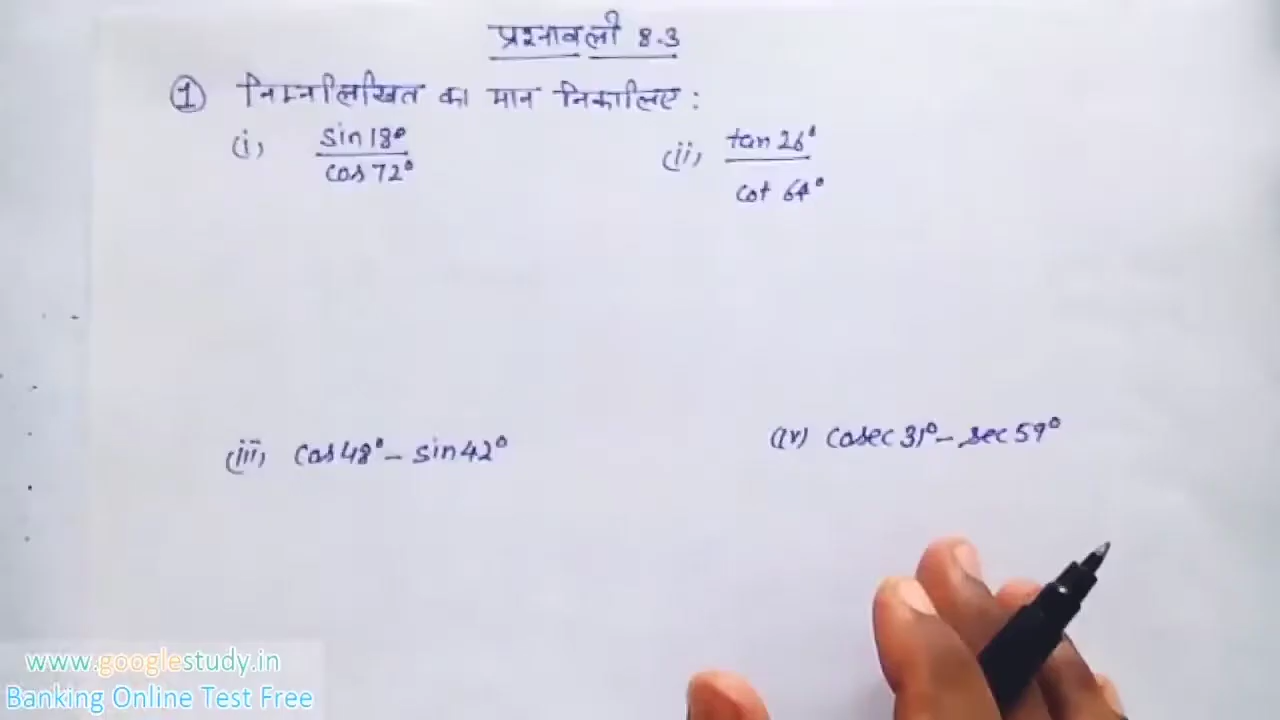 प्रश्नावली 8.3
① निम्नलिखित का मान निकालिए :
(i) sin 18° / cos 72° (ii) tan 26° / cot 64°
(iii) cos 48° – sin 42° (iv) cosec 31° – sec 59°
www.googlestudy.in
Banking Online Test Free